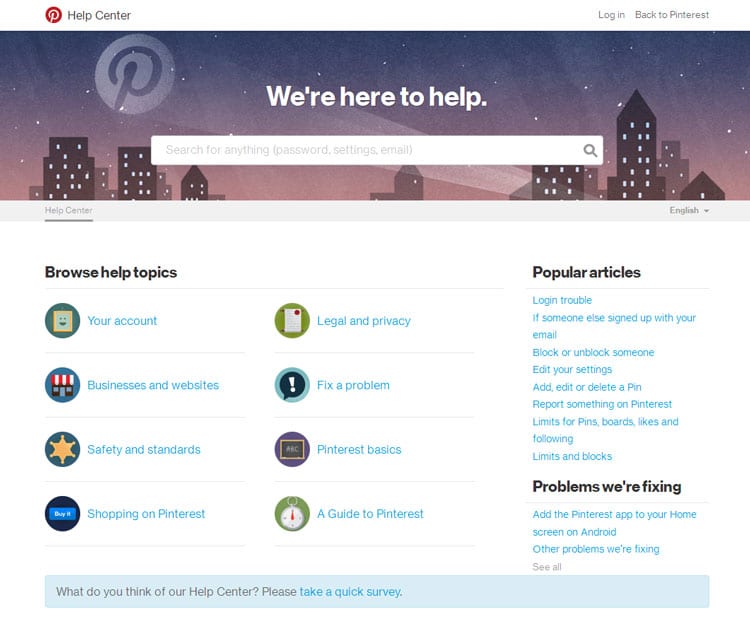 Help Center
Log in Back to Pinterest
We're here to help.
Search for anything (password, settings, email)
Help Center
English
Browse help topics
Your account
Legal and privacy
Businesses and websites
Fix a problem
Safety and standards
ABC
Pinterest basics
Buy it
Shopping on Pinterest
A Guide to Pinterest
Popular articles
Login trouble
If someone else signed up with your
email
Block or unblock someone
Edit your settings
Add, edit or delete a Pin
Report something on Pinterest
Limits for Pins, boards, likes and
following
Limits and blocks
Problems we're fixing
Add the Pinterest app to your Home
screen on Android
Other problems we're fixing
See all
What do you think of our Help Center? Please take a quick survey.